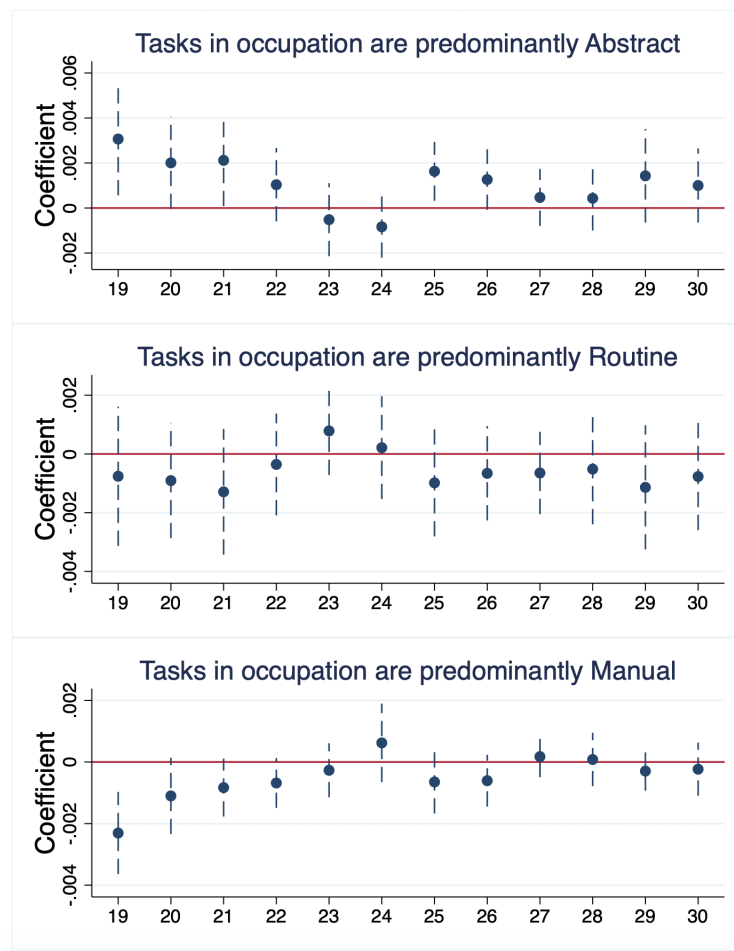 Tasks in occupation are predominantly Abstract
Coefficient
.006
.004
.002
0
-.002
19 20 21 22 23 24 25 26 27 28 29 30
Tasks in occupation are predominantly Routine
Coefficient
.002
0
-.002
-.004
19 20 21 22 23 24 25 26 27 28 29 30
Tasks in occupation are predominantly Manual
Coefficient
.002
0
-.002
-.004
19 20 21 22 23 24 25 26 27 28 29 30